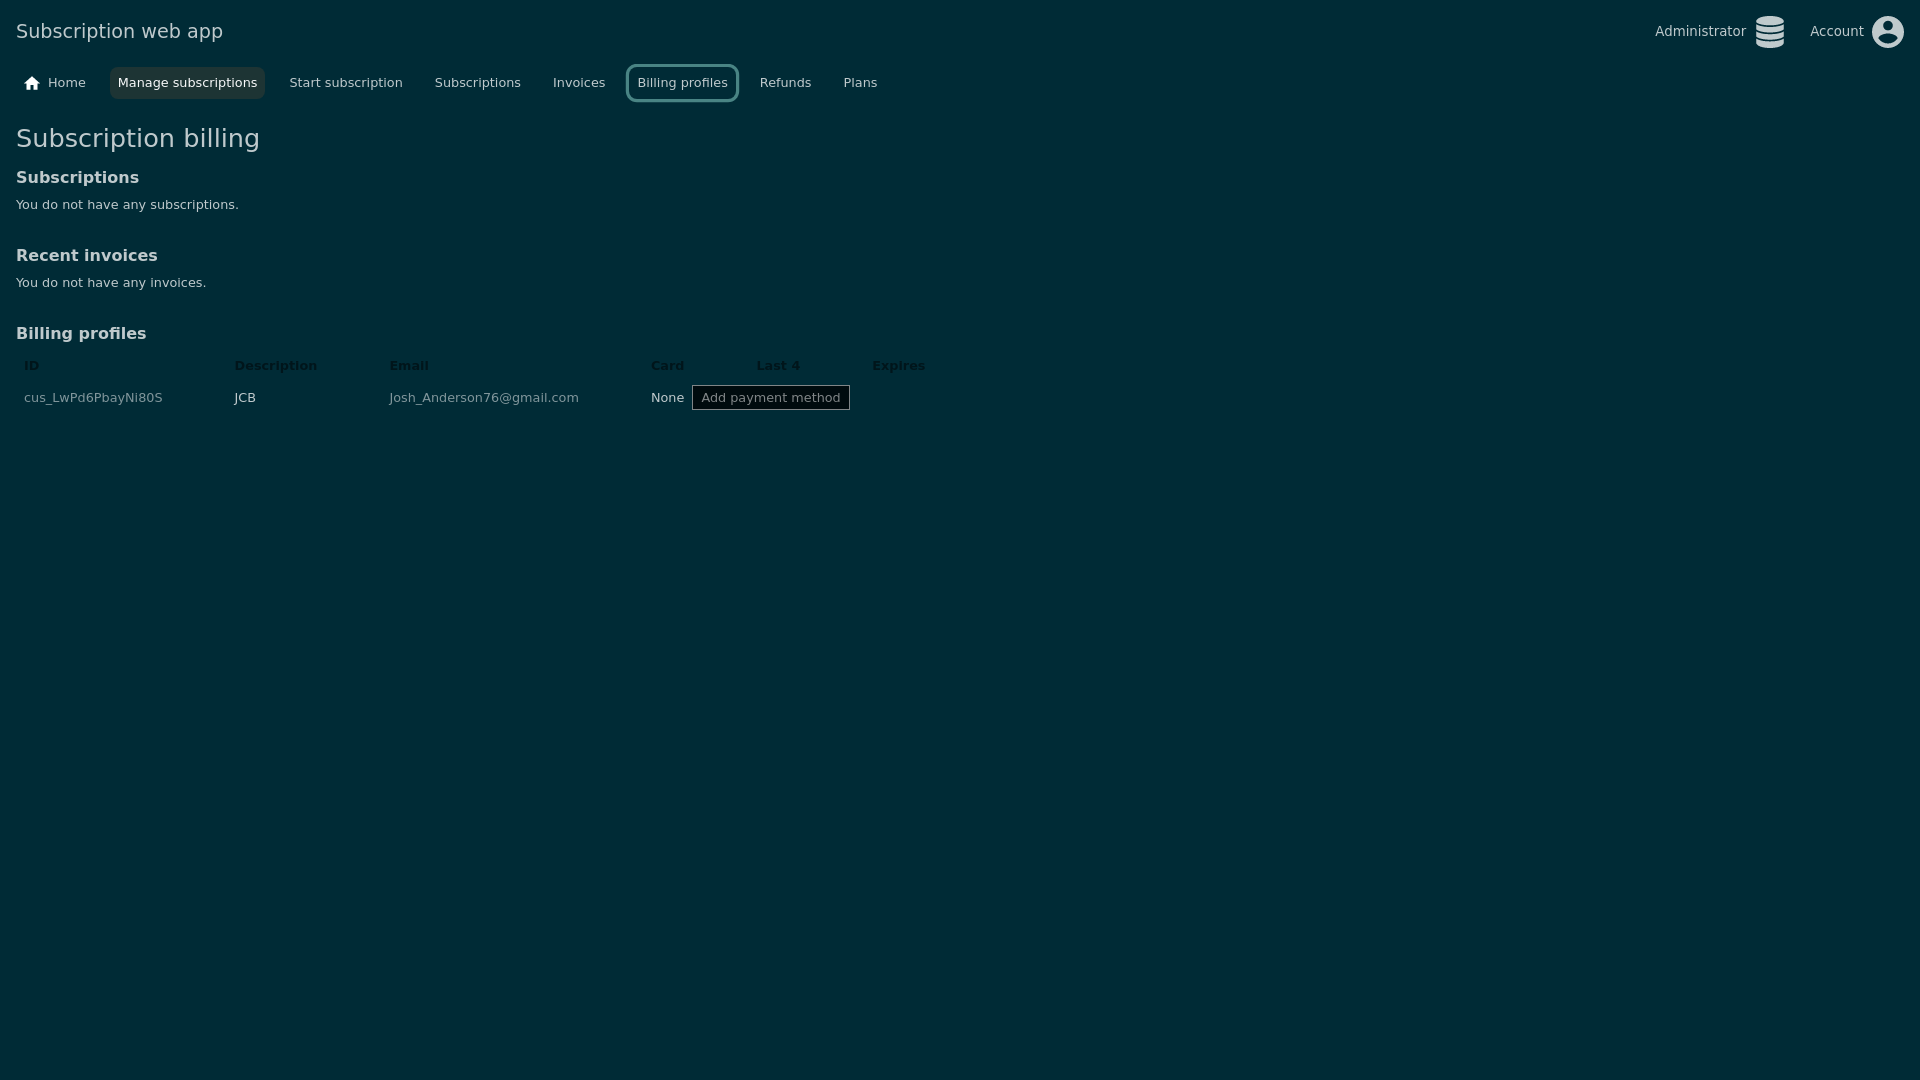 Subscription web app
Administrator
Account
Home
Manage subscriptions
Start subscription
Subscriptions
Invoices
Billing profiles
Refunds
Plans
Subscription billing
Subscriptions
You do not have any subscriptions.
Recent invoices
You do not have any invoices.
Billing profiles
ID Description Email Card Last 4 Expires
cus_LwPd6PbayNi80S JCB Josh_Anderson76@gmail.com None Add payment method